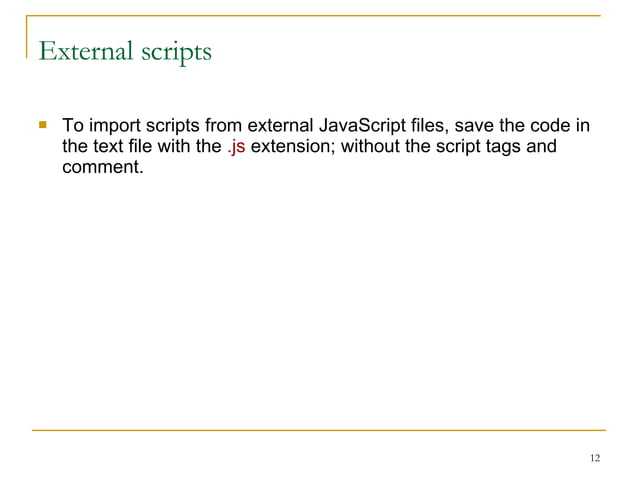 External scripts
To import scripts from external JavaScript files, save the code in
the text file with the .js extension; without the script tags and
comment.
12